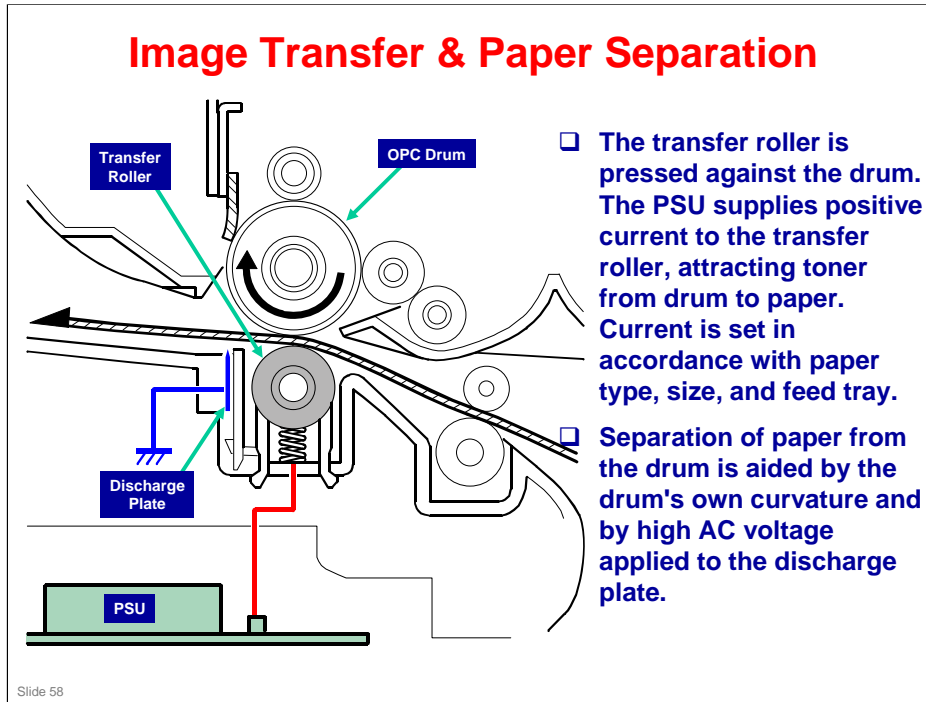 Image Transfer & Paper Separation
Transfer
Roller
OPC Drum
Discharge
Plate
PSU
❑ The transfer roller is
pressed against the drum.
The PSU supplies positive
current to the transfer
roller, attracting toner
from drum to paper.
Current is set in
accordance with paper
type, size, and feed tray.
❑ Separation of paper from
the drum is aided by the
drum's own curvature and
by high AC voltage
applied to the discharge
plate.
Slide 58